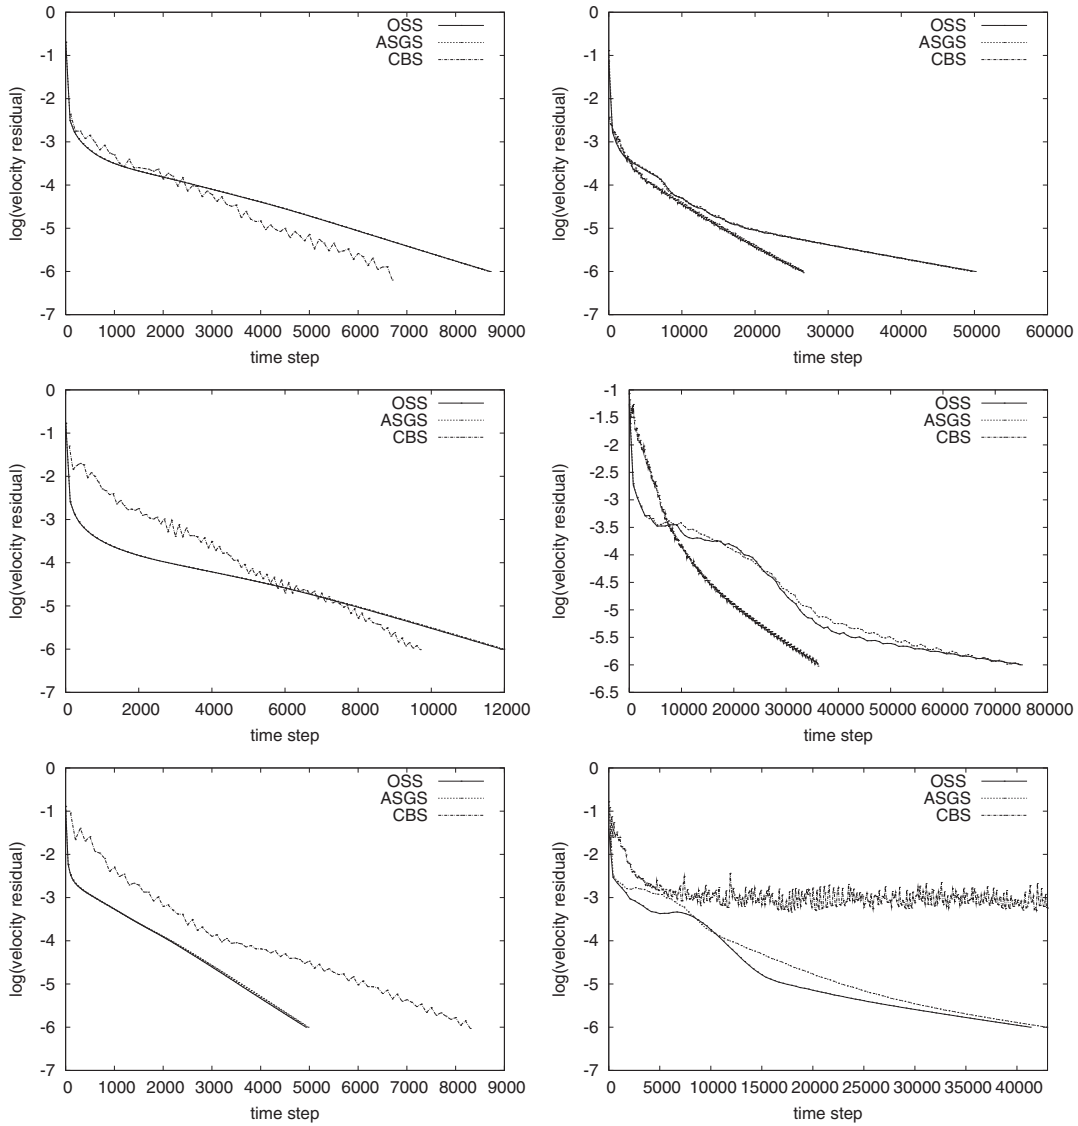 0
-1
-2
-3
-4
-5
-6
-7
log(velocity residual)
OSS
ASGS
CBS
0 1000 2000 3000 4000 5000 6000 7000 8000 9000
time step
0
-1
-2
-3
-4
-5
-6
-7
log(velocity residual)
OSS
ASGS
CBS
0 10000 20000 30000 40000 50000 60000
time step
0
-1
-2
-3
-4
-5
-6
-7
log(velocity residual)
OSS
ASGS
CBS
0 2000 4000 6000 8000 10000 12000
time step
-1
-1.5
-2
-2.5
-3
-3.5
-4
-4.5
-5
-5.5
-6
-6.5
log(velocity residual)
OSS
ASGS
CBS
0 10000 20000 30000 40000 50000 60000 70000 80000
time step
0
-1
-2
-3
-4
-5
-6
-7
log(velocity residual)
OSS
ASGS
CBS
0 1000 2000 3000 4000 5000 6000 7000 8000 9000
time step
0
-1
-2
-3
-4
-5
-6
-7
log(velocity residual)
OSS
ASGS
CBS
0 5000 10000 15000 20000 25000 30000 35000 40000
time step